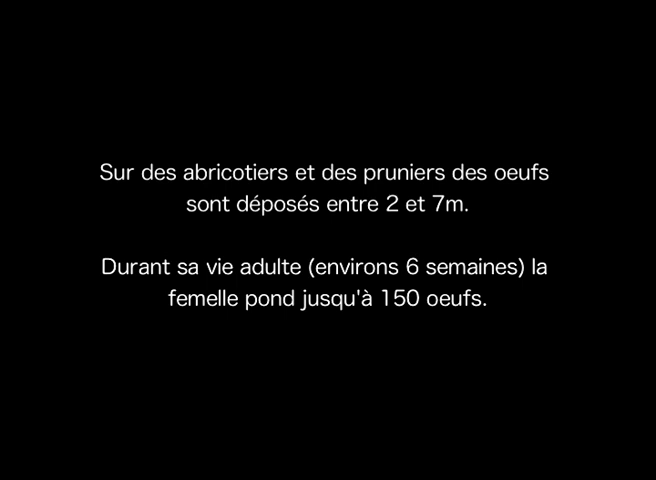 Sur des abricotiers et des pruniers des oeufs
sont déposés entre 2 et 7m.
Durant sa vie adulte (environs 6 semaines) la
femelle pond jusqu'à 150 oeufs.